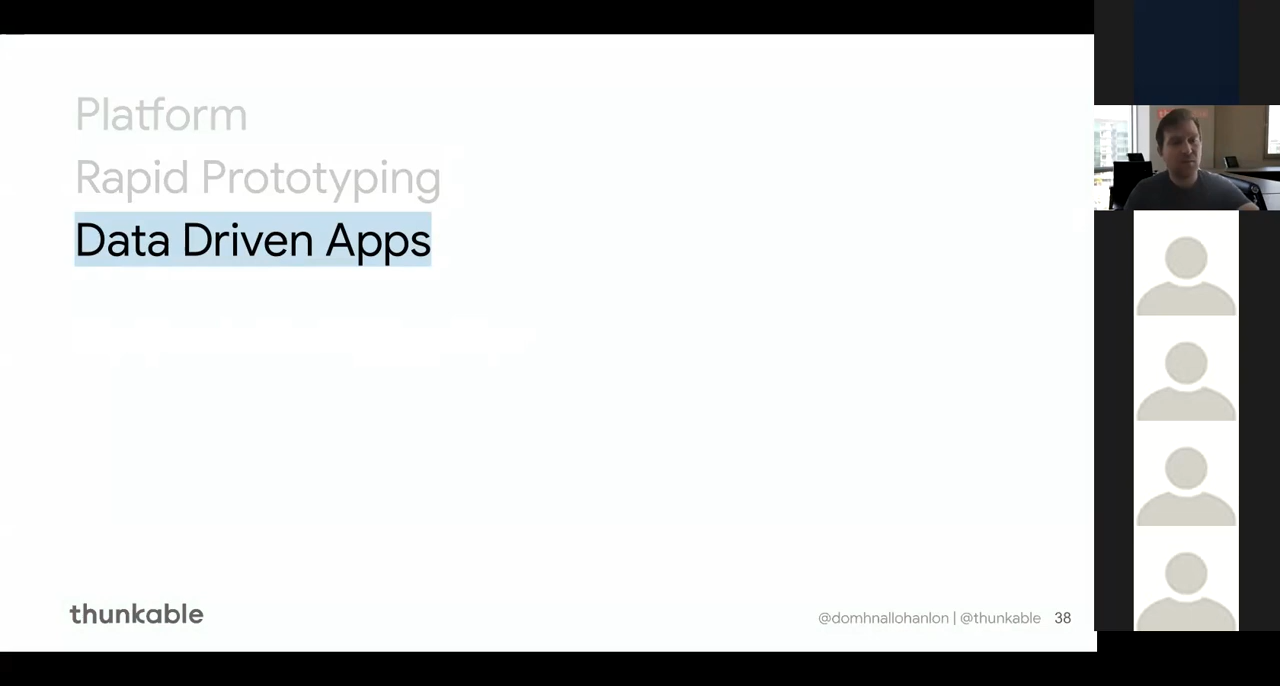 Platform
Rapid Prototyping
Data Driven Apps
thunkable
@domhnallohanlon | @thunkable 38